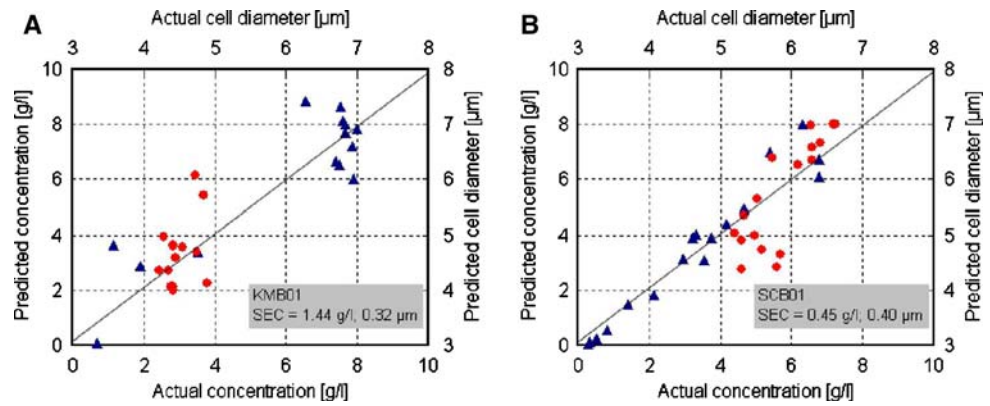 A
Actual cell diameter [µm]
3 4 5 6 7 8
Predicted concentration [g/l]
10
8
6
4
2
0
8
7
6
5
4
3
Predicted cell diameter [µm]
KMB01
SEC = 1.44 g/l; 0.32 µm
0 2 4 6 8 10
Actual concentration [g/l]
B
Actual cell diameter [µm]
3 4 5 6 7 8
Predicted concentration [g/l]
10
8
6
4
2
0
8
7
6
5
4
3
Predicted cell diameter [µm]
SCB01
SEC = 0.45 g/l; 0.40 µm
0 2 4 6 8 10
Actual concentration [g/l]